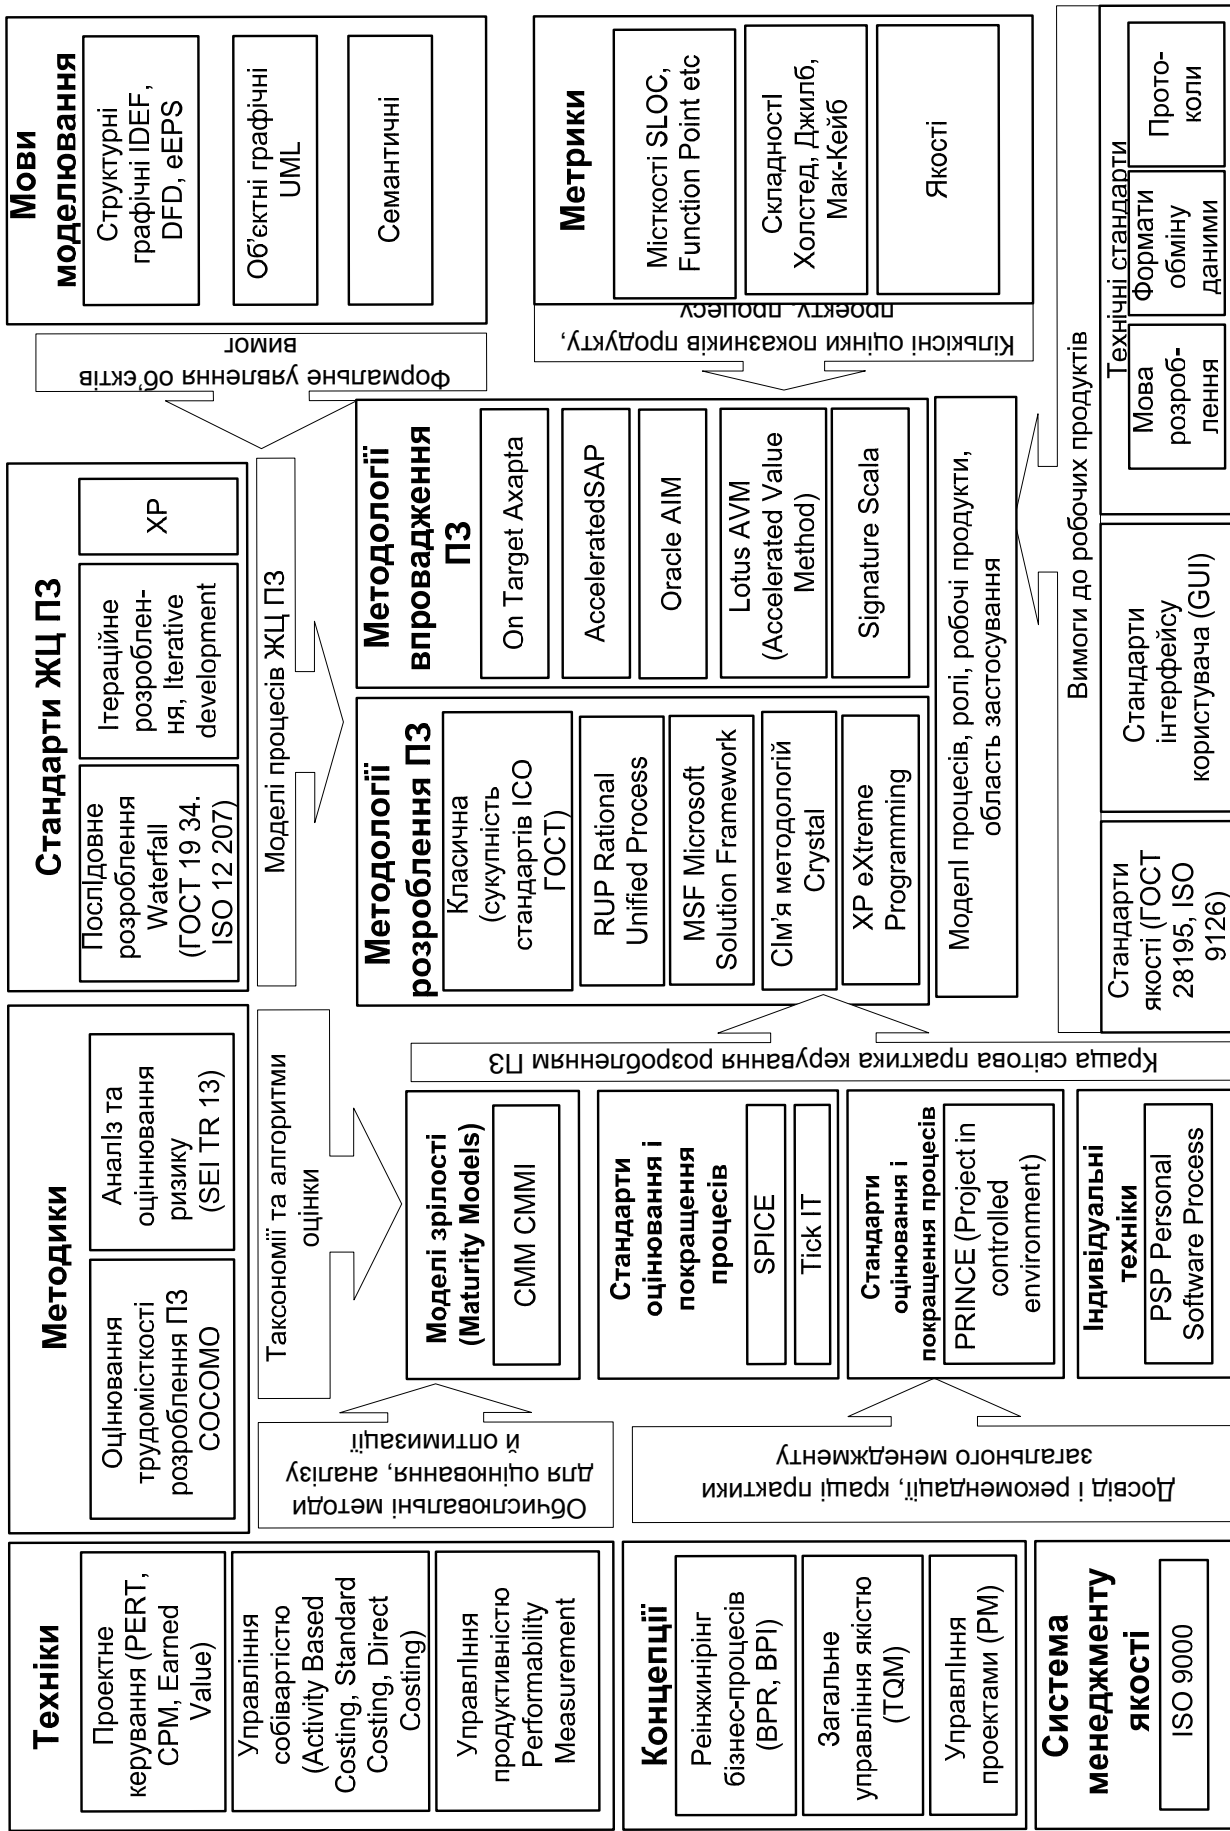 Техніки
Проектне
керування (PERT,
CPM, Earned
Value)
Управління
собівартістю
(Activity Based
Costing, Standard
Costing, Direct
Costing)
Управління
продуктивністю
Performability
Measurement
Концепції
Реінжинірінг
бізнес-процесів
(BPR, BPI)
Загальне
управління якістю
(TQM)
Управління
проектами (PM)
Система
менеджменту
якості
ISO 9000
Методики
Оцінювання
трудомісткості
розроблення ПЗ
COCOMO
Аналіз та
оціннювання
ризику
(SEI TR 13)
Таксономії та алгоритми
оцінки
Обчислювальні методи
для оцінювання, аналізу
й оптимизації
Досвід і рекомендації, кращі практики
загального менеджменту
Моделі зрілості
(Maturity Models)
CMM CMMI
Стандарти
оцінювання і
покращення
процесів
SPICE
Tick IT
Стандарти
оцінювання і
покращення процесів
PRINCE (Project in
controlled
environment)
Індивідуальні
техніки
PSP Personal
Software Process
Краща світова практика керування розробленням ПЗ
Стандарти ЖЦ ПЗ
Послідовне
розроблення
Waterfall
(ГОСТ 19 34.
ISO 12 207)
Ітераційне
розроблен-
ня, Iterative
development
XP
Моделі процесів ЖЦ ПЗ
Методології
розроблення ПЗ
Класична
(сукупність
стандартів ІСО
ГОСТ)
RUP Rational
Unified Process
MSF Microsoft
Solution Framework
Сім’я методологій
Crystal
XP eXtreme
Programming
Методології
впровадження
ПЗ
On Target Axapta
AcceleratedSAP
Oracle AIM
Lotus AVM
(Accelerated Value
Method)
Signature Scala
Моделі процесів, ролі, робочі продукти,
область застосування
Вимоги до робочих продуктів
Стандарти
якості (ГОСТ
28195, ISO
9126)
Стандарти
інтерфейсу
користувача (GUI)
Технічні стандарти
Мова
розроб-
лення
Формати
обміну
даними
Прото-
коли
Мови
моделювання
Структурні
графічні IDEF,
DFD, eEPS
Об’єктні графічні
UML
Семантичні
Формальне уявлення об’єктів
вимог
Метрики
Місткості SLOC,
Function Point etc
Складності
Холстед, Джилб,
Мак-Кейб
Якості
Кількісні оцінки показників продукту,
проекту, процесу